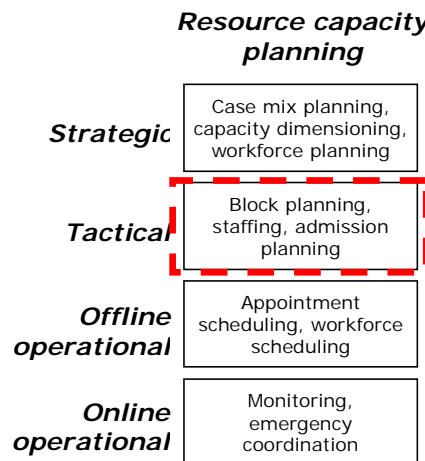 Resource capacity
planning
Strategic
Case mix planning,
capacity dimensioning,
workforce planning
Tactical
Block planning,
staffing, admission
planning
Offline
operational
Appointment
scheduling, workforce
scheduling
Online
operational
Monitoring,
emergency
coordination